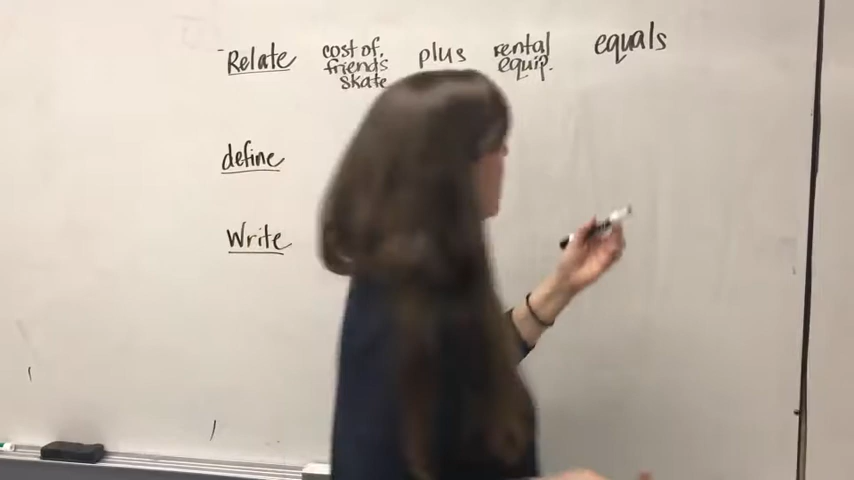 Relate cost of plus rental equals
friends equip.
skate
define
Write